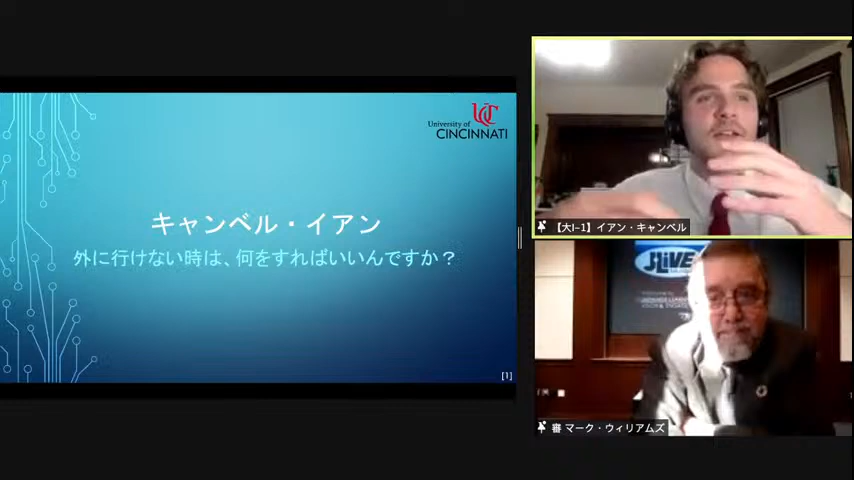 University of
CINCINNATI
キャンベル・イアン
外に行けない時は、何をすればいいんですか？
[1]
【大I-1】イアン・キャンベル
J.LIVE
審 マーク・ウィリアムズ